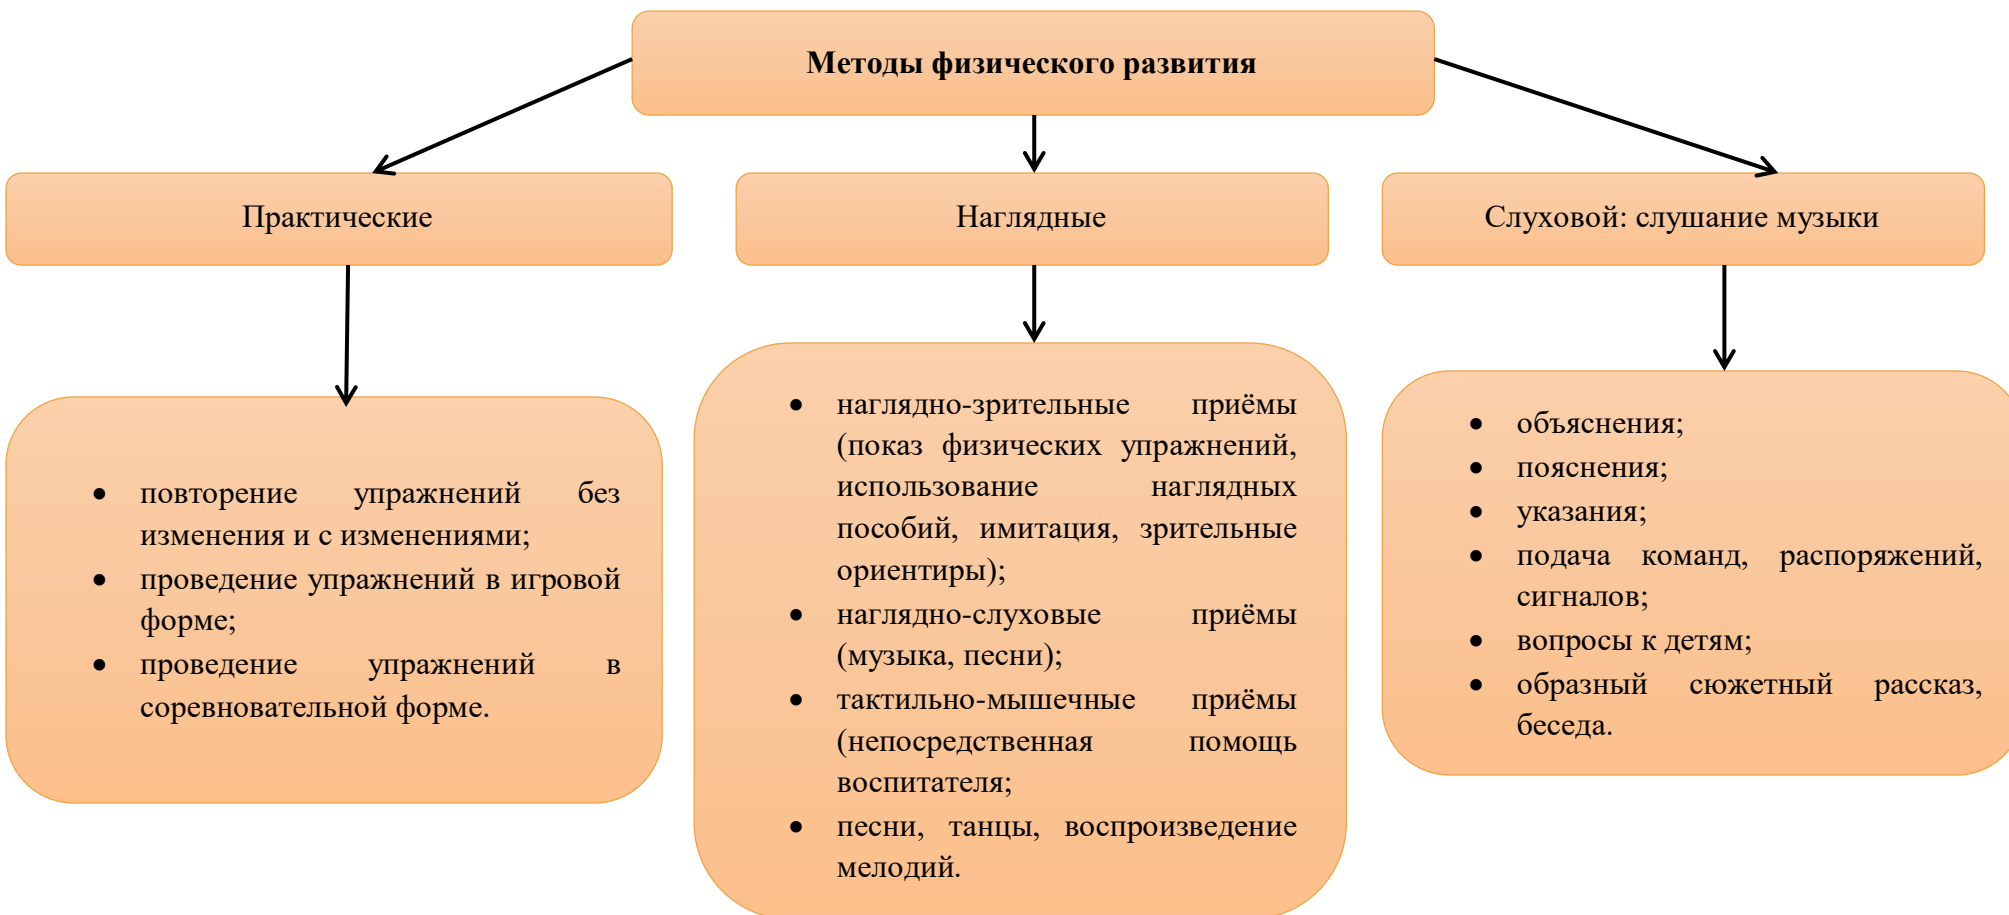 Методы физического развития
Практические
Наглядные
Слуховой: слушание музыки
• повторение упражнений без
изменения и с изменениями;
• проведение упражнений в игровой
форме;
• проведение упражнений в
соревновательной форме.
• наглядно-зрительные приёмы
(показ физических упражнений,
использование наглядных
пособий, имитация, зрительные
ориентиры);
• наглядно-слуховые приёмы
(музыка, песни);
• тактильно-мышечные приёмы
(непосредственная помощь
воспитателя;
• песни, танцы, воспроизведение
мелодий.
• объяснения;
• пояснения;
• указания;
• подача команд, распоряжений,
сигналов;
• вопросы к детям;
• образный сюжетный рассказ,
беседа.